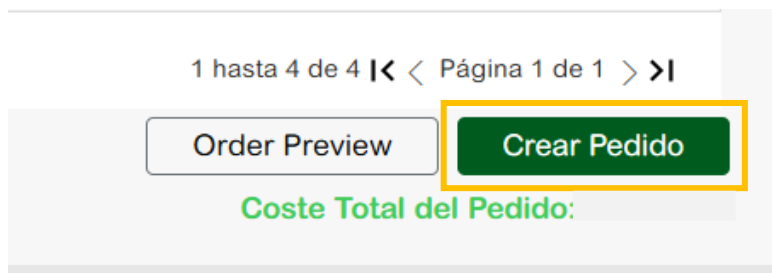 1 hasta 4 de 4 Página 1 de 1
Order Preview Crear Pedido
Coste Total del Pedido: